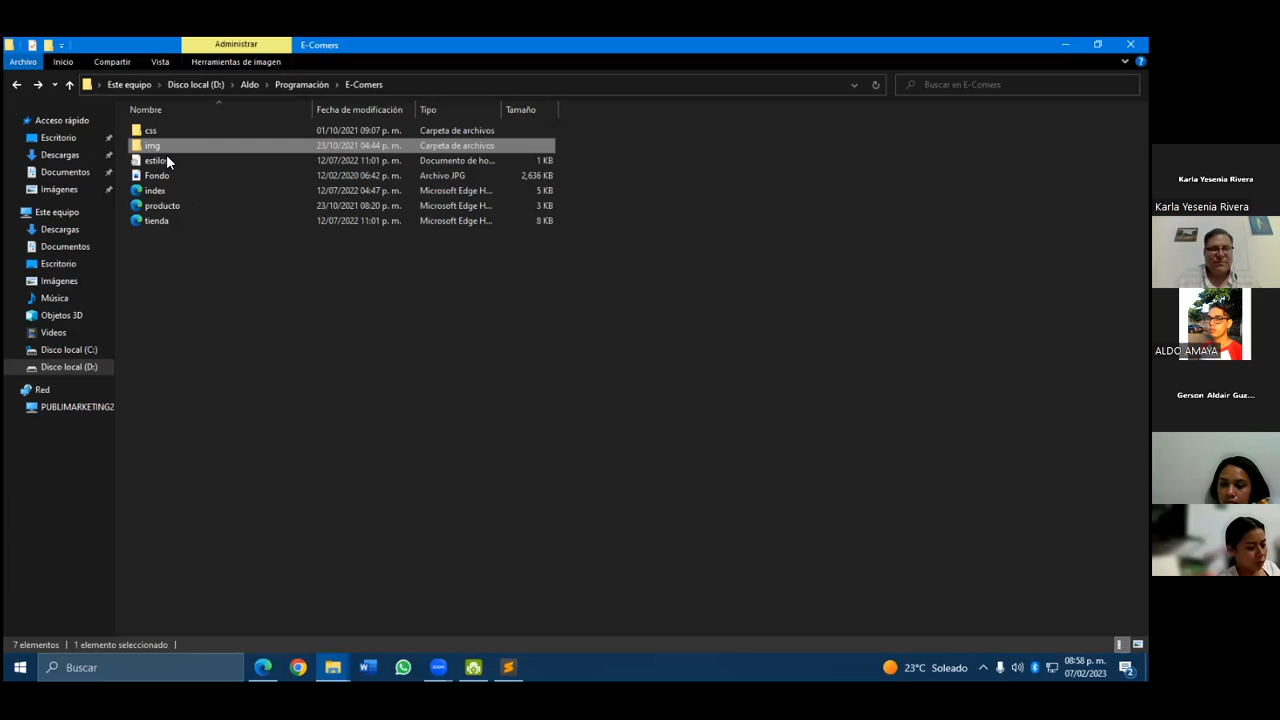 Administrar
E-Comers
Archivo
Inicio
Compartir
Vista
Herramientas de imagen
Este equipo > Disco local (D:) > Aldo > Programación > E-Comers
Buscar en E-Comers
Nombre Fecha de modificación Tipo Tamaño
css 01/10/2021 09:07 p. m. Carpeta de archivos
img 23/10/2021 04:44 p. m. Carpeta de archivos
estilos 12/07/2022 11:01 p. m. Documento de ho... 1 KB
Fondo 12/02/2020 06:42 p. m. Archivo JPG 2,636 KB
index 12/07/2022 04:47 p. m. Microsoft Edge H... 5 KB
producto 23/10/2021 08:20 p. m. Microsoft Edge H... 3 KB
tienda 12/07/2022 11:01 p. m. Microsoft Edge H... 8 KB
Acceso rápido
Escritorio
Descargas
Documentos
Imágenes
Este equipo
Descargas
Documentos
Escritorio
Imágenes
Música
Objetos 3D
Videos
Disco local (C:)
Disco local (D:)
Red
PUBLIMARKETING2
7 elementos
1 elemento seleccionado
Buscar
23°C Soleado
08:58 p. m.
07/02/2023
2
Karla Yesenia Rivera
Karla Yesenia Rivera
ALDO AMAYA
Gerson Aldair Guz...